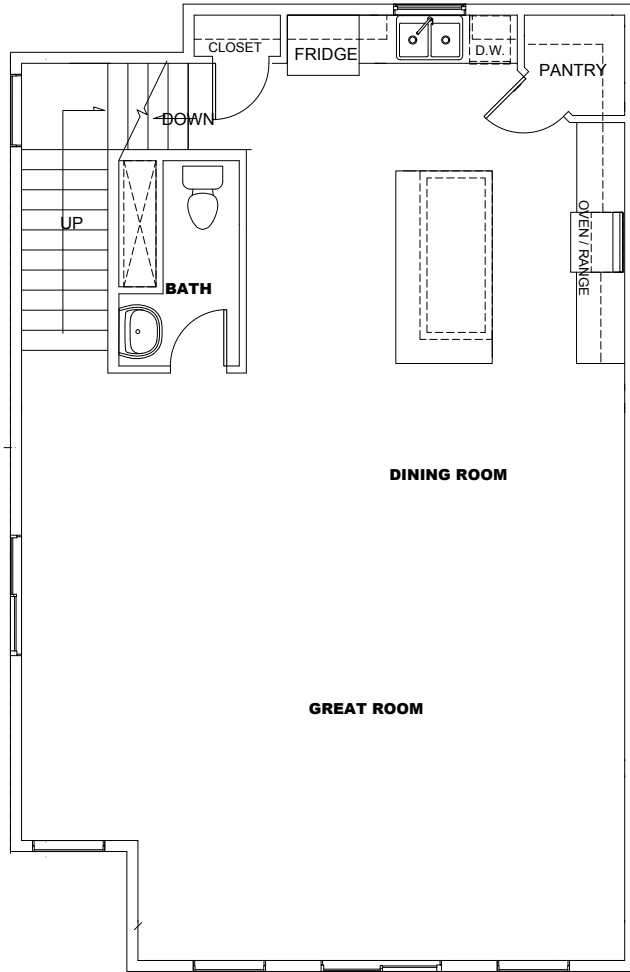 CLOSET
FRIDGE
D.W.
PANTRY
DOWN
UP
OVEN / RANGE
BATH
DINING ROOM
GREAT ROOM